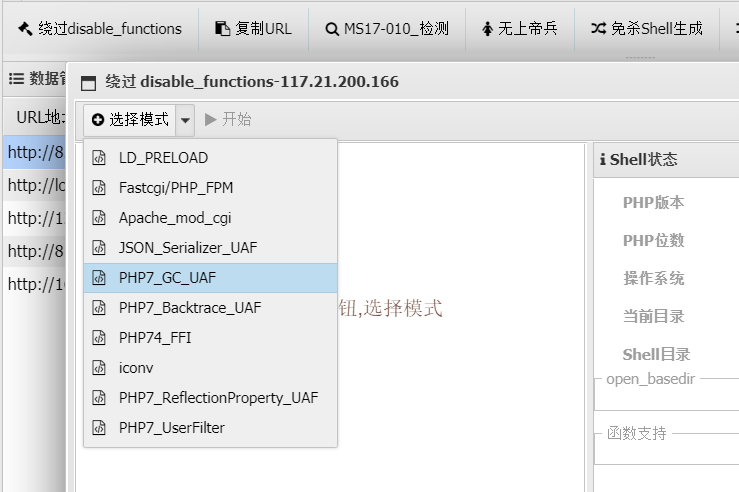 绕过disable_functions 复制URL MS17-010_检测 无上帝兵 免杀Shell生成
数据管
绕过 disable_functions-117.21.200.166
URL地
选择模式 开始
http://8
http://lo
http://1
http://8
http://1
LD_PRELOAD
Fastcgi/PHP_FPM
Apache_mod_cgi
JSON_Serializer_UAF
PHP7_GC_UAF
PHP7_Backtrace_UAF
PHP74_FFI
iconv
PHP7_ReflectionProperty_UAF
PHP7_UserFilter
钮,选择模式
Shell状态
PHP版本
PHP位数
操作系统
当前目录
Shell目录
open_basedir
函数支持